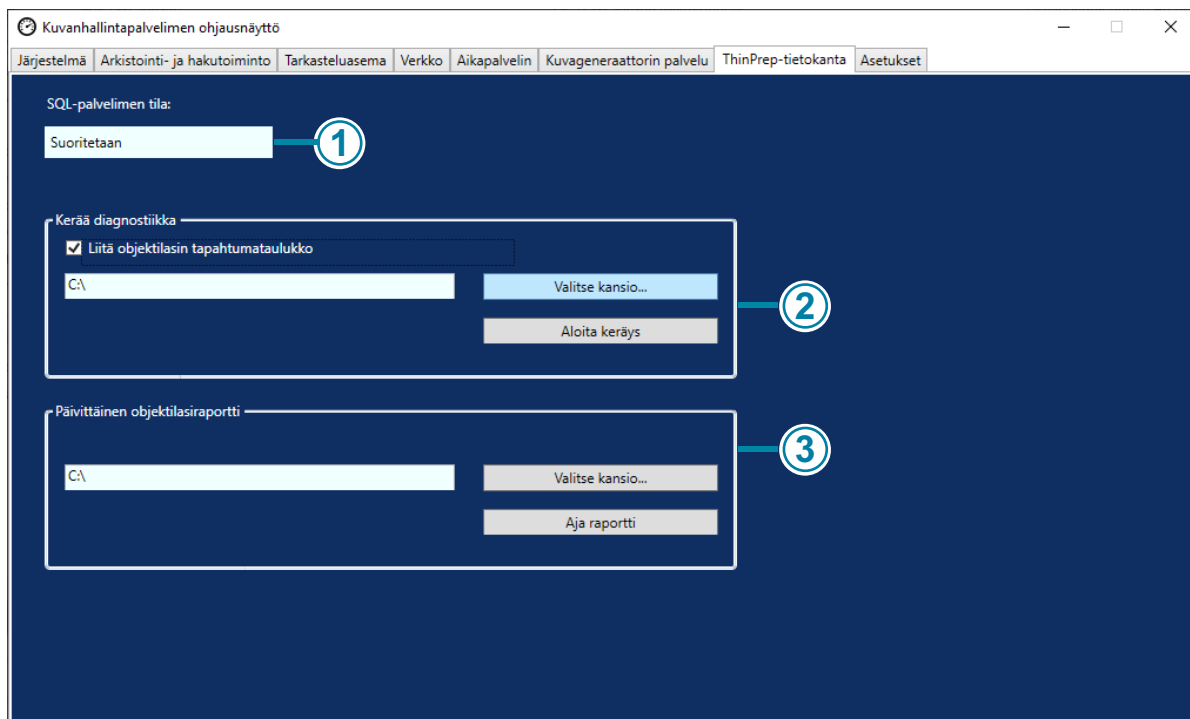 Kuvanhallintapalvelimen ohjausnäyttö
Järjestelmä Arkistointi- ja hakutoiminto Tarkasteluasema Verkko Aikapalvelin Kuvageneraattorin palvelu ThinPrep-tietokanta Asetukset
SQL-palvelimen tila:
Suoritetaan
1
Kerää diagnostiikka
Liitä objektilasin tapahtumataulukko
C:\ Valitse kansio...
2
Aloita keräys
Päivittäinen objektilasiraportti
3
C:\ Valitse kansio...
Aja raportti